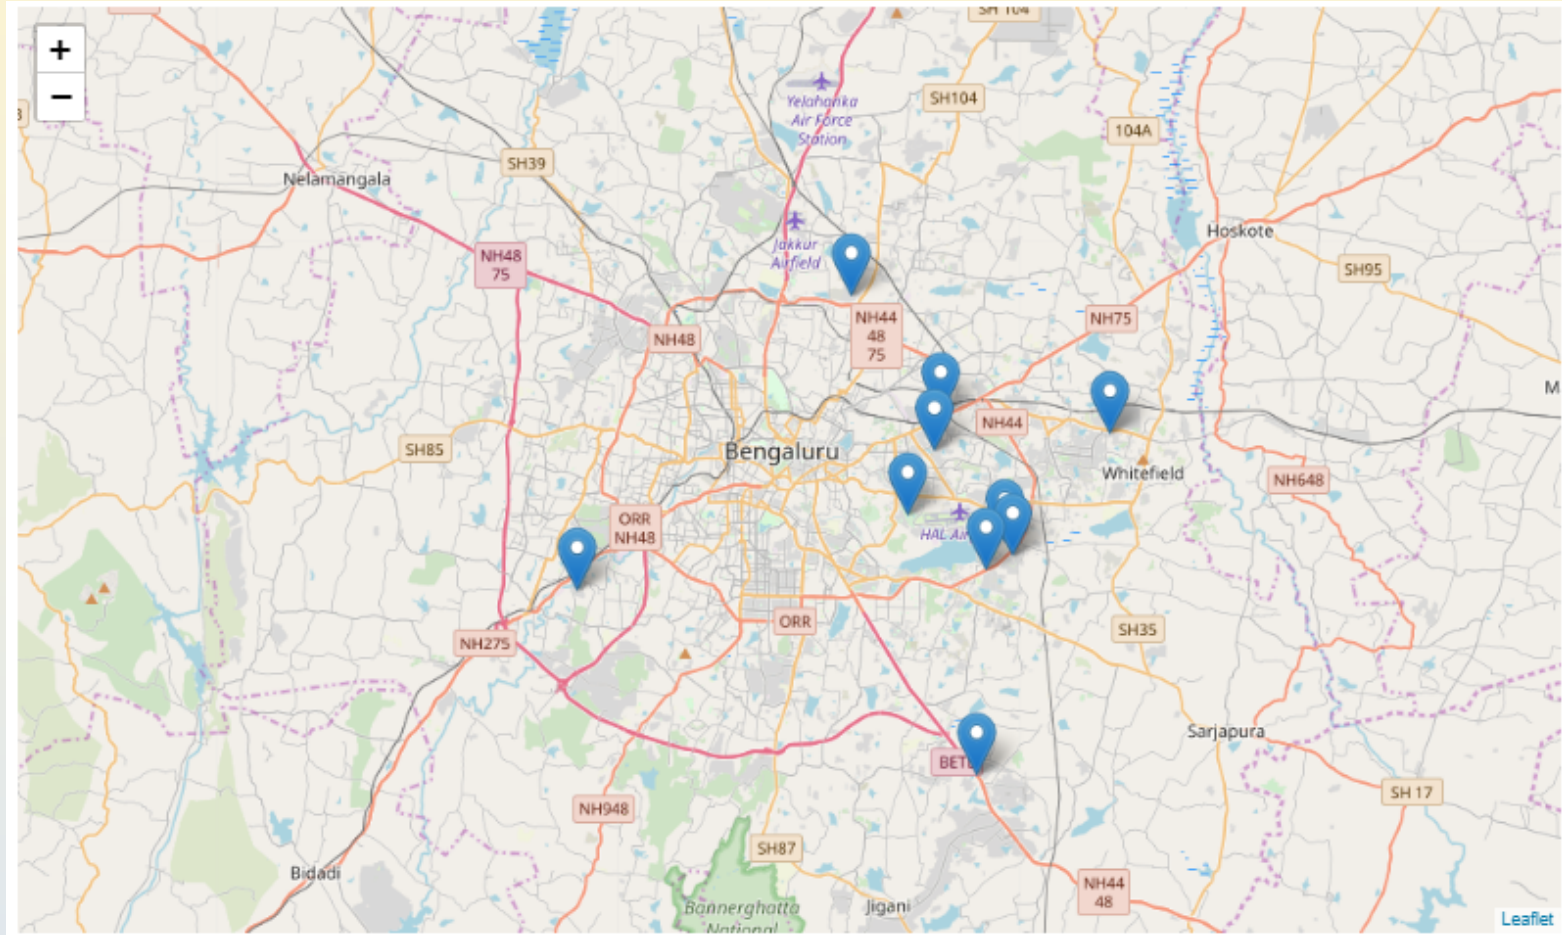 +
−
SH 104
Yelahanka
Air Force
Station
SH104
104A
SH39
Nelamangala
Jakkur
Airfield
Hoskote
NH48
75
SH95
NH44
48
75
NH75
NH48
NH44
SH85
Bengaluru
Whitefield
NH648
ORR
NH48
HAL Air
ORR
SH35
NH275
Sarjapura
BET
SH 17
NH948
SH87
Bidadi
NH44
48
Bannerghatta
National
Jigani
Leaflet